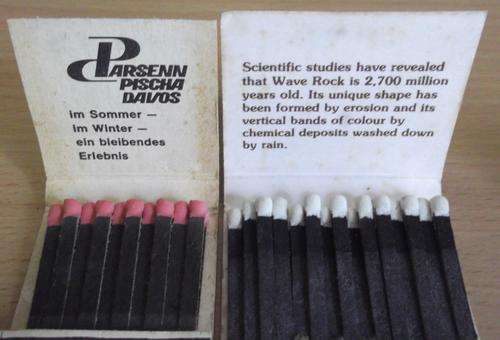 PARSENN
PISCHA
DAVOS
im Sommer –
im Winter –
ein bleibendes
Erlebnis
Scientific studies have revealed
that Wave Rock is 2,700 million
years old. Its unique shape has
been formed by erosion and its
vertical bands of colour by
chemical deposits washed down
by rain.